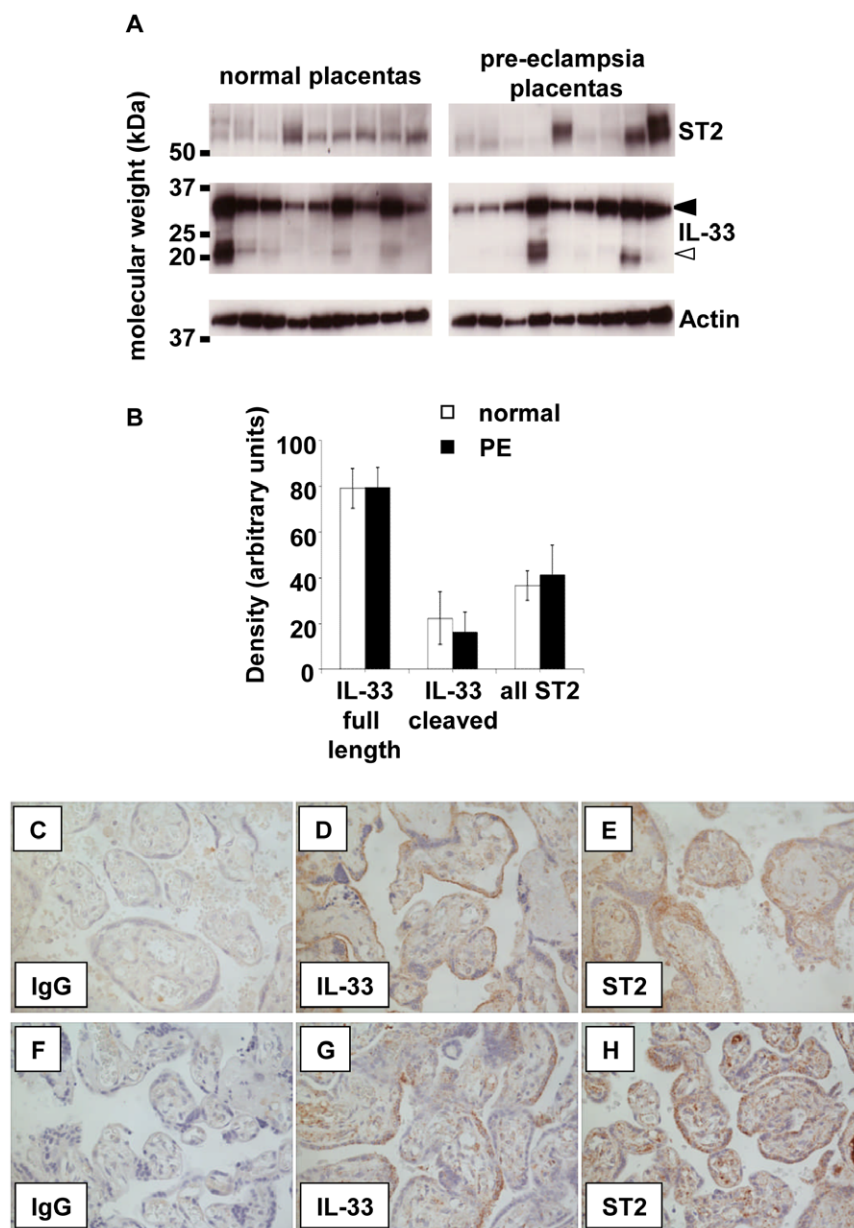 A
normal placentas
pre-eclampsia
placentas
molecular weight (kDa)
ST2
50
37
25
20
IL-33
Actin
37
B
normal
PE
Density (arbitrary units)
100
80
60
40
20
0
IL-33
full
length
IL-33
cleaved
all ST2
C
IgG
D
IL-33
E
ST2
F
IgG
G
IL-33
H
ST2